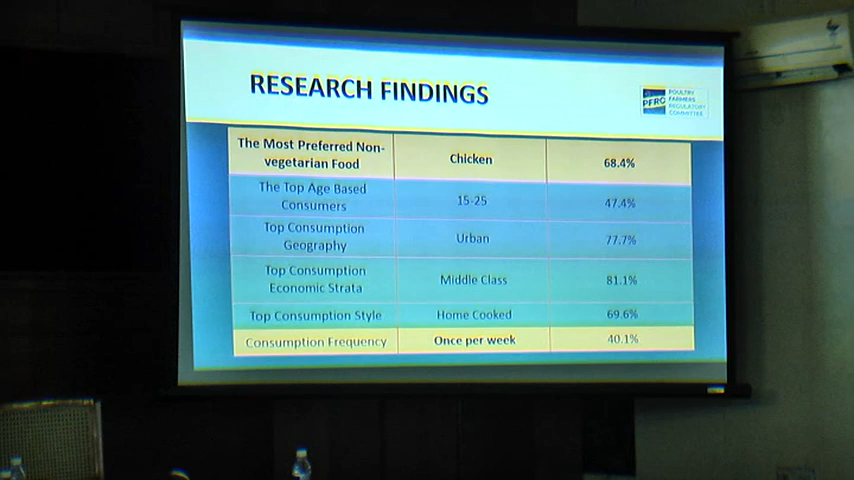 RESEARCH FINDINGS
PFRC
POULTRY
FARMERS
REGULATORY
COMMITTEE
The Most Preferred Non-
vegetarian Food
Chicken
68.4%
The Top Age Based
Consumers
15-25
47.4%
Top Consumption
Geography
Urban
77.7%
Top Consumption
Economic Strata
Middle Class
81.1%
Top Consumption Style
Home Cooked
69.6%
Consumption Frequency
Once per week
40.1%